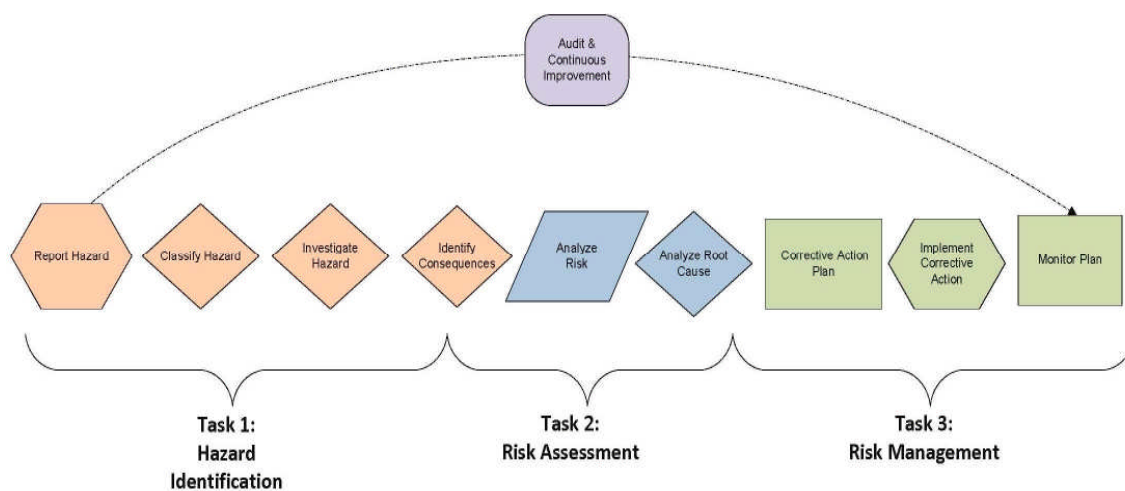 Audit &
Continuous
Improvement
Report Hazard
Classify Hazard
Investigate
Hazard
Identify
Consequences
Analyze
Risk
Analyze Root
Cause
Corrective Action
Plan
Implement
Corrective
Action
Monitor Plan
Task 1:
Hazard
Identification
Task 2:
Risk Assessment
Task 3:
Risk Management